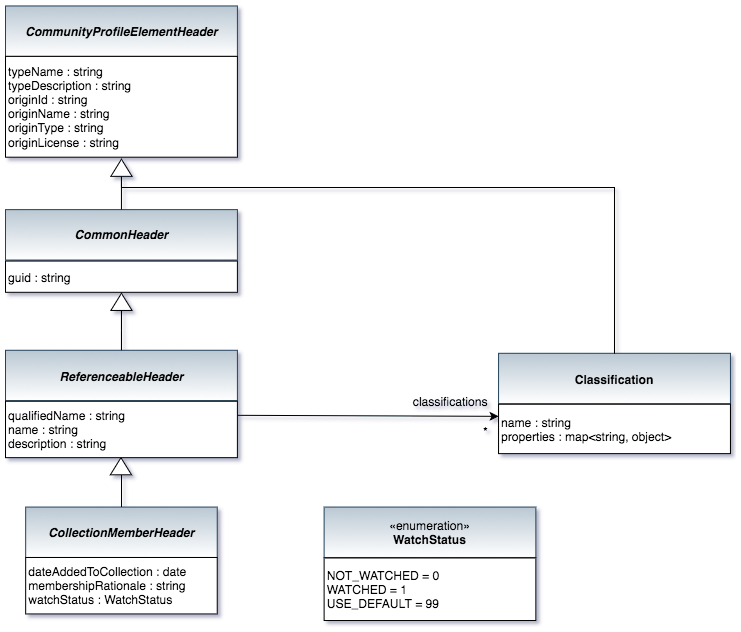 CommunityProfileElementHeader
typeName : string
typeDescription : string
originId : string
originName : string
originType : string
originLicense : string
CommonHeader
guid : string
ReferenceableHeader
qualifiedName : string
name : string
description : string
classifications
*
Classification
name : string
properties : map<string, object>
CollectionMemberHeader
dateAddedToCollection : date
membershipRationale : string
watchStatus : WatchStatus
«enumeration»
WatchStatus
NOT_WATCHED = 0
WATCHED = 1
USE_DEFAULT = 99